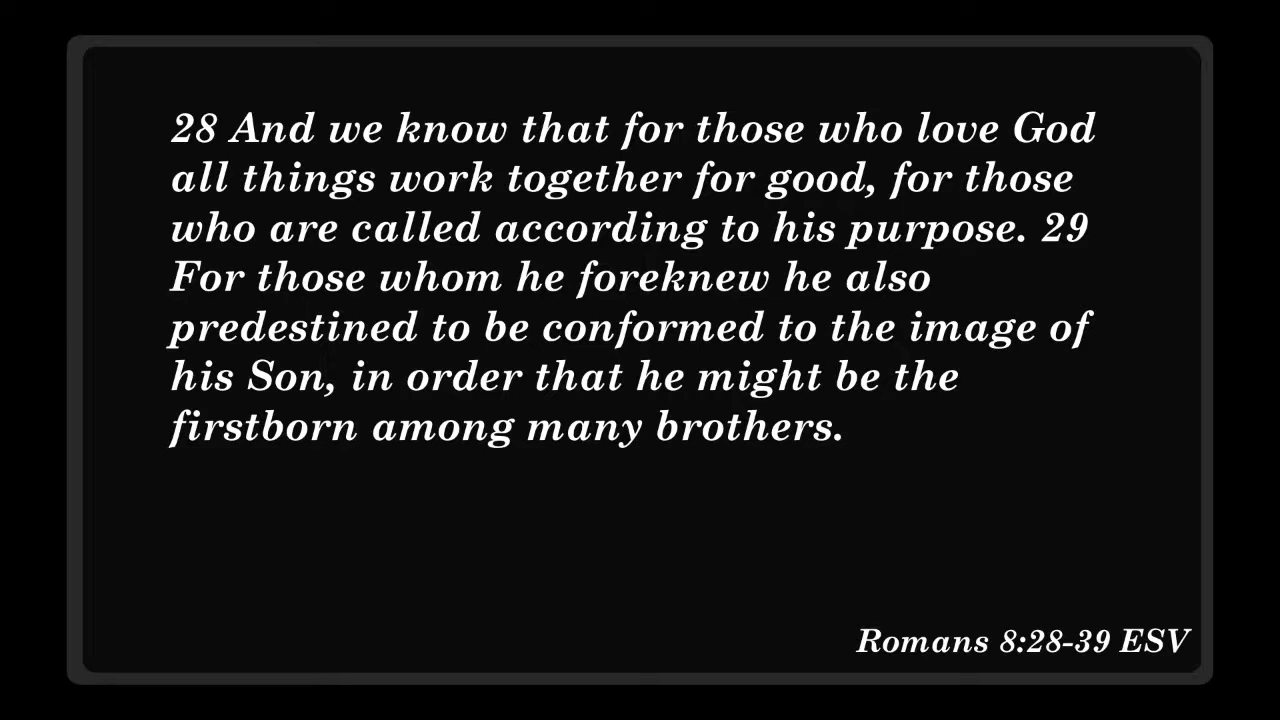 28 And we know that for those who love God
all things work together for good, for those
who are called according to his purpose. 29
For those whom he foreknew he also
predestined to be conformed to the image of
his Son, in order that he might be the
firstborn among many brothers.
Romans 8:28-39 ESV